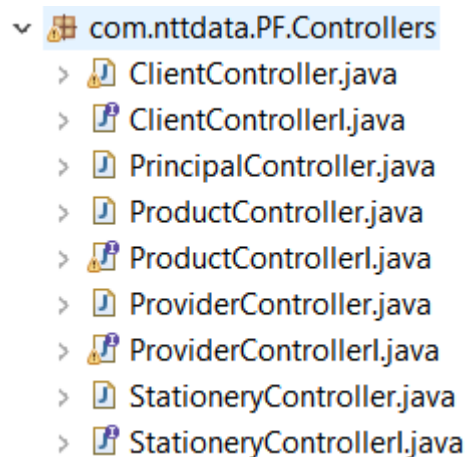 com.nttdata.PF.Controllers
ClientController.java
ClientControllerI.java
PrincipalController.java
ProductController.java
ProductControllerI.java
ProviderController.java
ProviderControllerI.java
StationeryController.java
StationeryControllerI.java